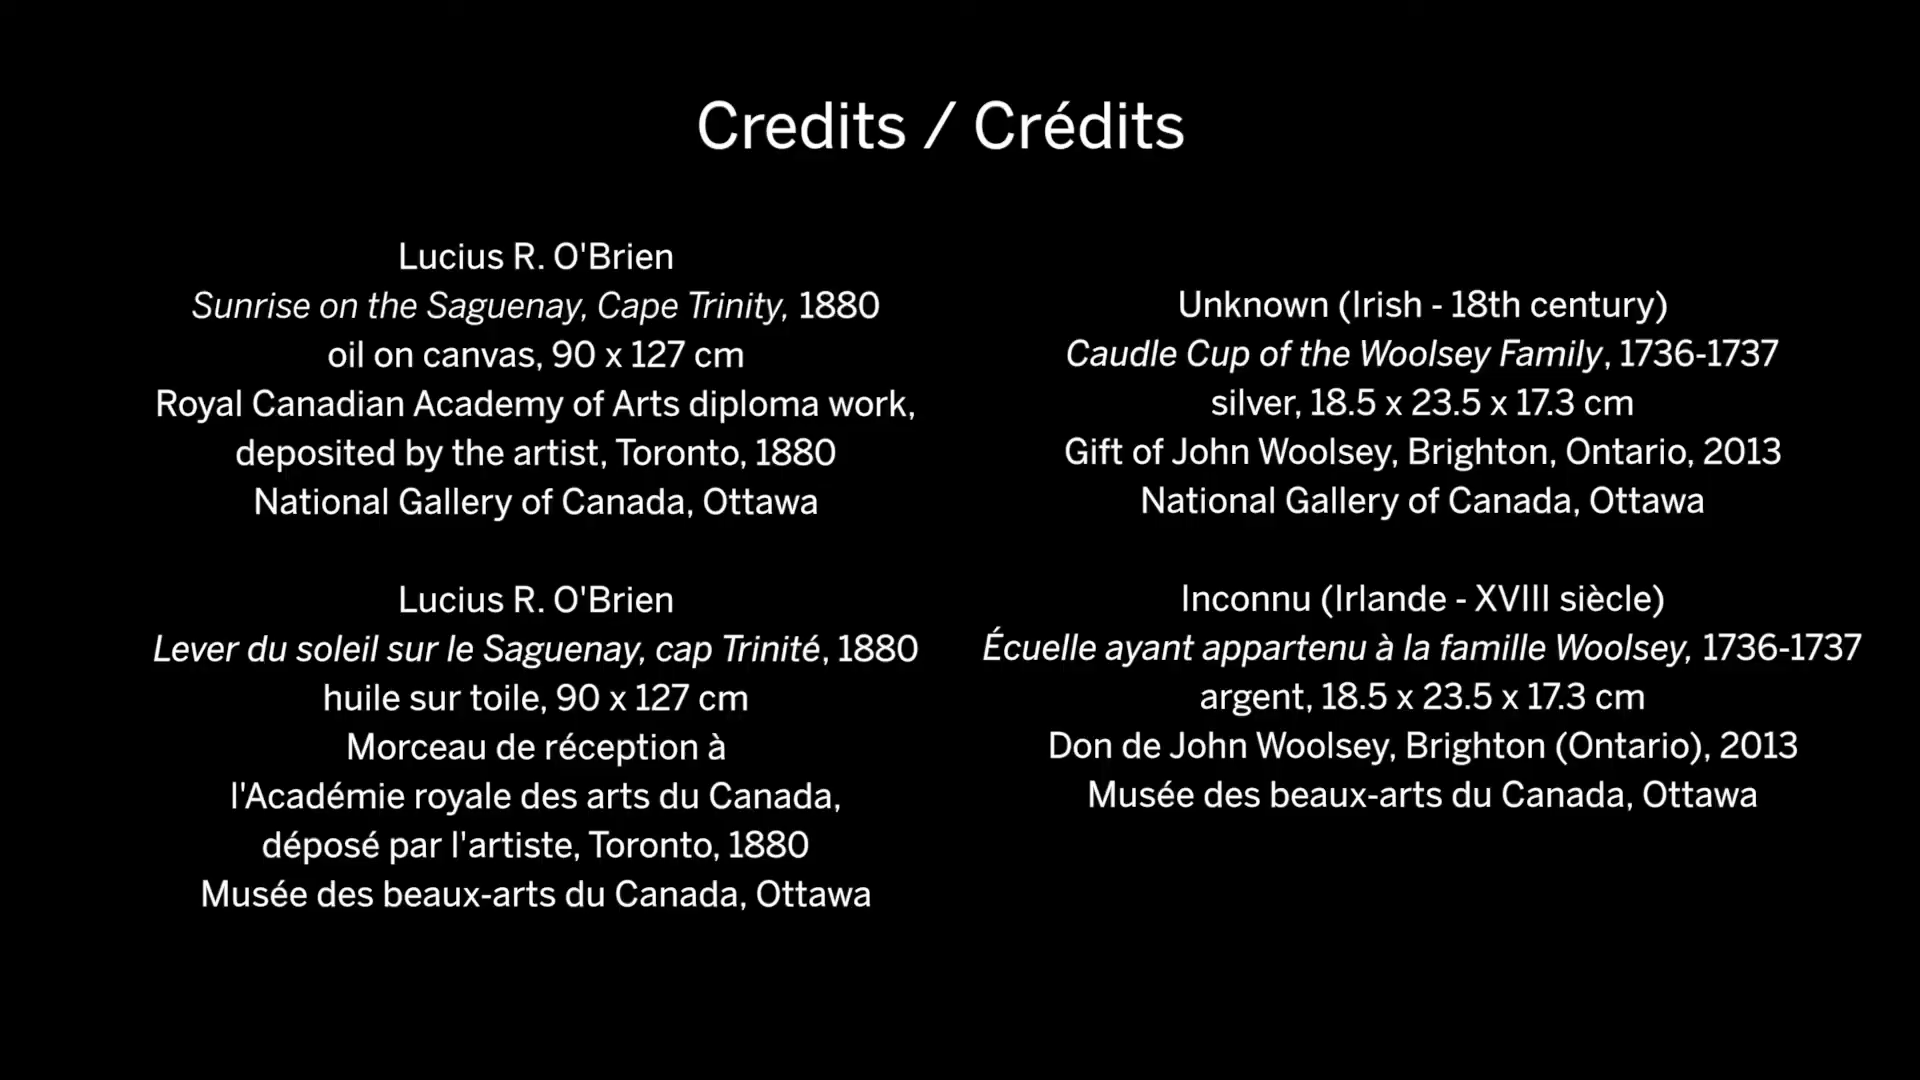 Credits / Crédits
Lucius R. O'Brien
Sunrise on the Saguenay, Cape Trinity, 1880
oil on canvas, 90 x 127 cm
Royal Canadian Academy of Arts diploma work,
deposited by the artist, Toronto, 1880
National Gallery of Canada, Ottawa
Lucius R. O'Brien
Lever du soleil sur le Saguenay, cap Trinité, 1880
huile sur toile, 90 x 127 cm
Morceau de réception à
l'Académie royale des arts du Canada,
déposé par l'artiste, Toronto, 1880
Musée des beaux-arts du Canada, Ottawa
Unknown (Irish - 18th century)
Caudle Cup of the Woolsey Family, 1736-1737
silver, 18.5 x 23.5 x 17.3 cm
Gift of John Woolsey, Brighton, Ontario, 2013
National Gallery of Canada, Ottawa
Inconnu (Irlande - XVIII siècle)
Écuelle ayant appartenu à la famille Woolsey, 1736-1737
argent, 18.5 x 23.5 x 17.3 cm
Don de John Woolsey, Brighton (Ontario), 2013
Musée des beaux-arts du Canada, Ottawa